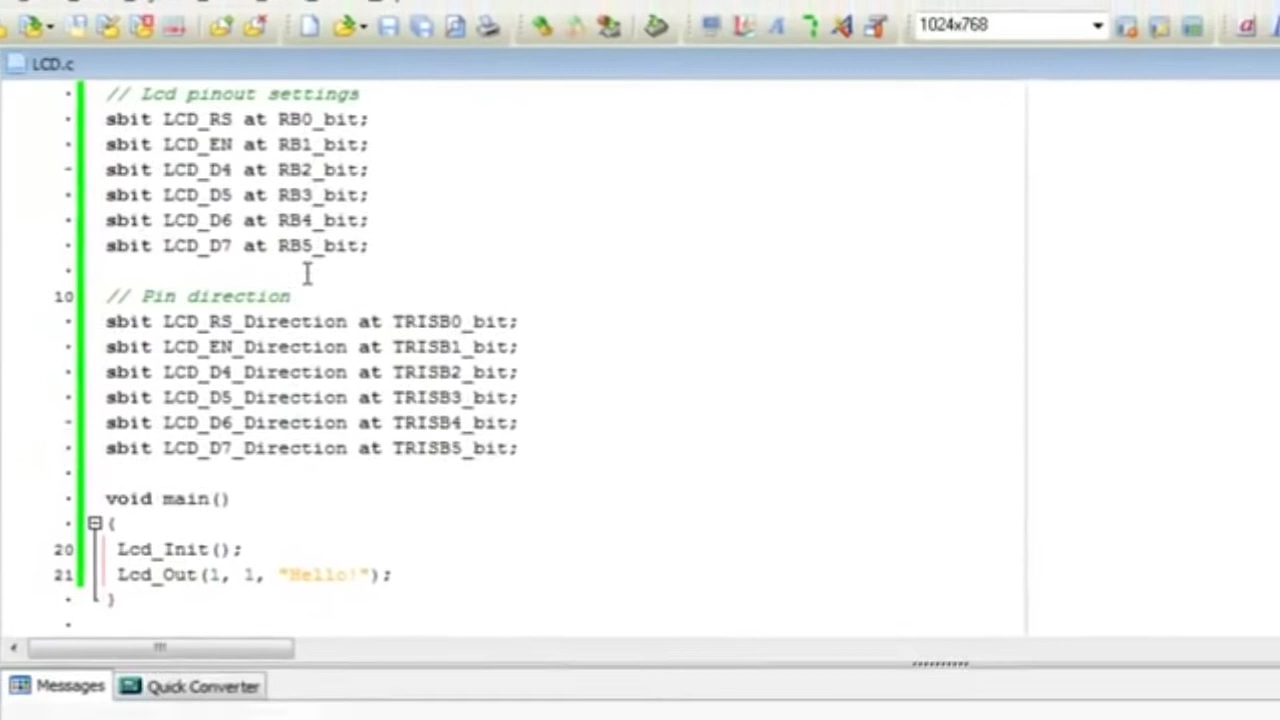 1024x768
LCD.c
// Lcd pinout settings
sbit LCD_RS at RB0_bit;
sbit LCD_EN at RB1_bit;
sbit LCD_D4 at RB2_bit;
sbit LCD_D5 at RB3_bit;
sbit LCD_D6 at RB4_bit;
sbit LCD_D7 at RB5_bit;
10 // Pin direction
sbit LCD_RS_Direction at TRISB0_bit;
sbit LCD_EN_Direction at TRISB1_bit;
sbit LCD_D4_Direction at TRISB2_bit;
sbit LCD_D5_Direction at TRISB3_bit;
sbit LCD_D6_Direction at TRISB4_bit;
sbit LCD_D7_Direction at TRISB5_bit;
void main()
{
20 Lcd_Init();
21 Lcd_Out(1, 1, "Hello!");
}
Messages Quick Converter